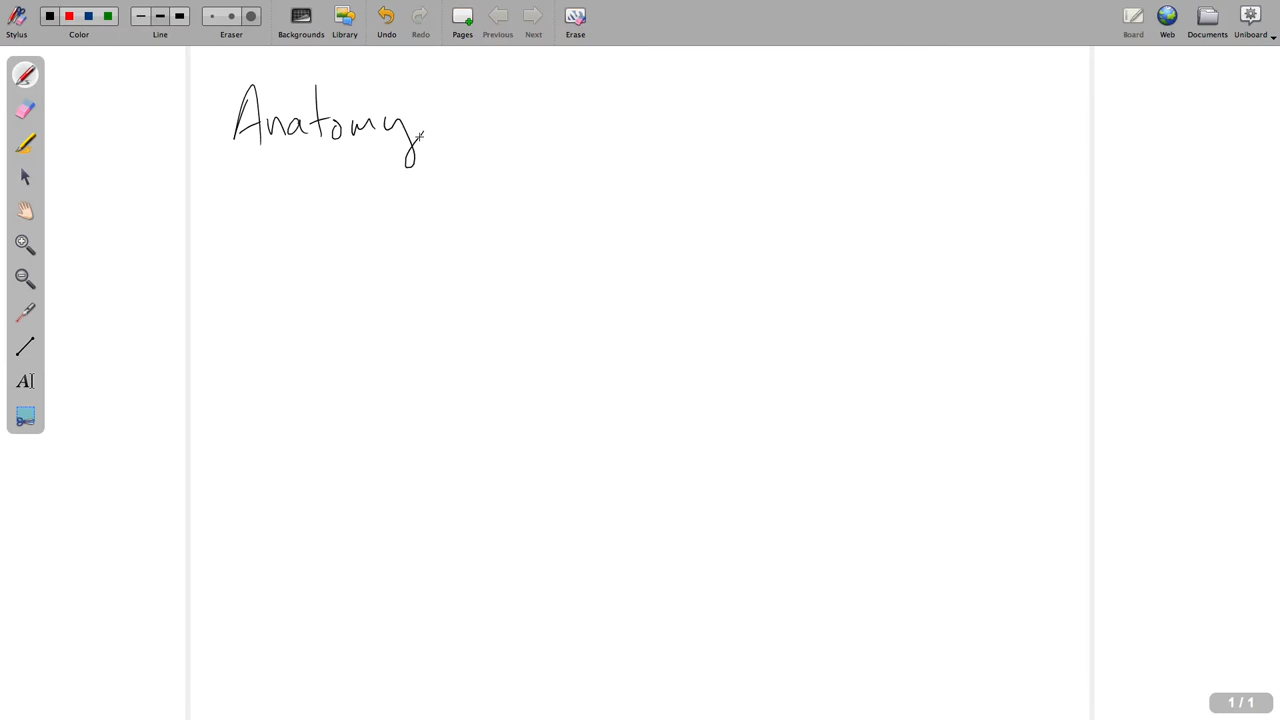 Stylus Color Line Eraser Backgrounds Library Undo Redo Pages Previous Next Erase Board Web Documents Uniboard
Anatomy
A
1 / 1